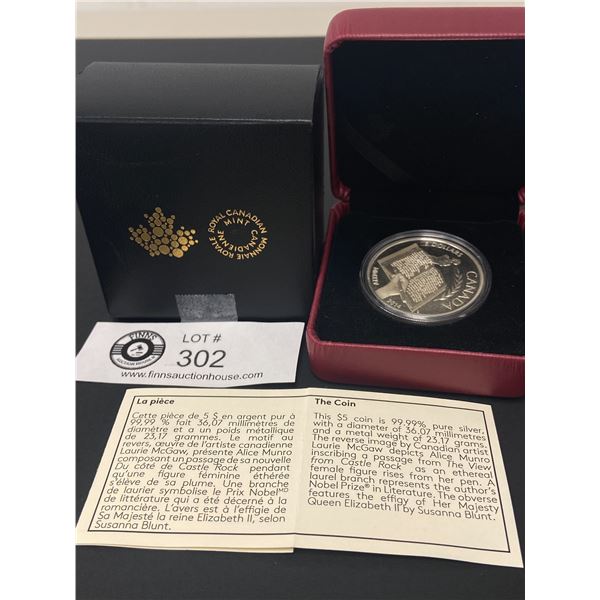 ROYAL CANADIAN MINT
MONNAIE ROYALE CANADIENNE
5 DOLLARS
CANADA
2014
FINNS
LOT #
302
www.finnsauctionhouse.com
La pièce
Cette pièce de 5 $ en argent pur à
99,99 % fait 36,07 millimètres de
diamètre et a un poids métallique
de 23,17 grammes. Le motif au
revers, œuvre de l'artiste canadienne
Laurie McGaw, présente Alice Munro
composant un passage de sa nouvelle
Du côté de Castle Rock pendant
qu'une figure féminine éthérée
s'élève de sa plume. Une branche
de laurier symbolise le Prix NobelMD
de littérature qui a été décerné à la
romancière. L'avers est à l'effigie de
Sa Majesté la reine Elizabeth II, selon
Susanna Blunt.
The Coin
This $5 coin is 99.99% pure silver,
with a diameter of 36.07 millimetres
and a metal weight of 23.17 grams.
The reverse image by Canadian artist
Laurie McGaw depicts Alice Munro
inscribing a passage from The View
from Castle Rock as an ethereal
female figure rises from her pen. A
laurel branch represents the author's
Nobel Prize® in Literature. The obverse
features the effigy of Her Majesty
Queen Elizabeth II by Susanna Blunt.